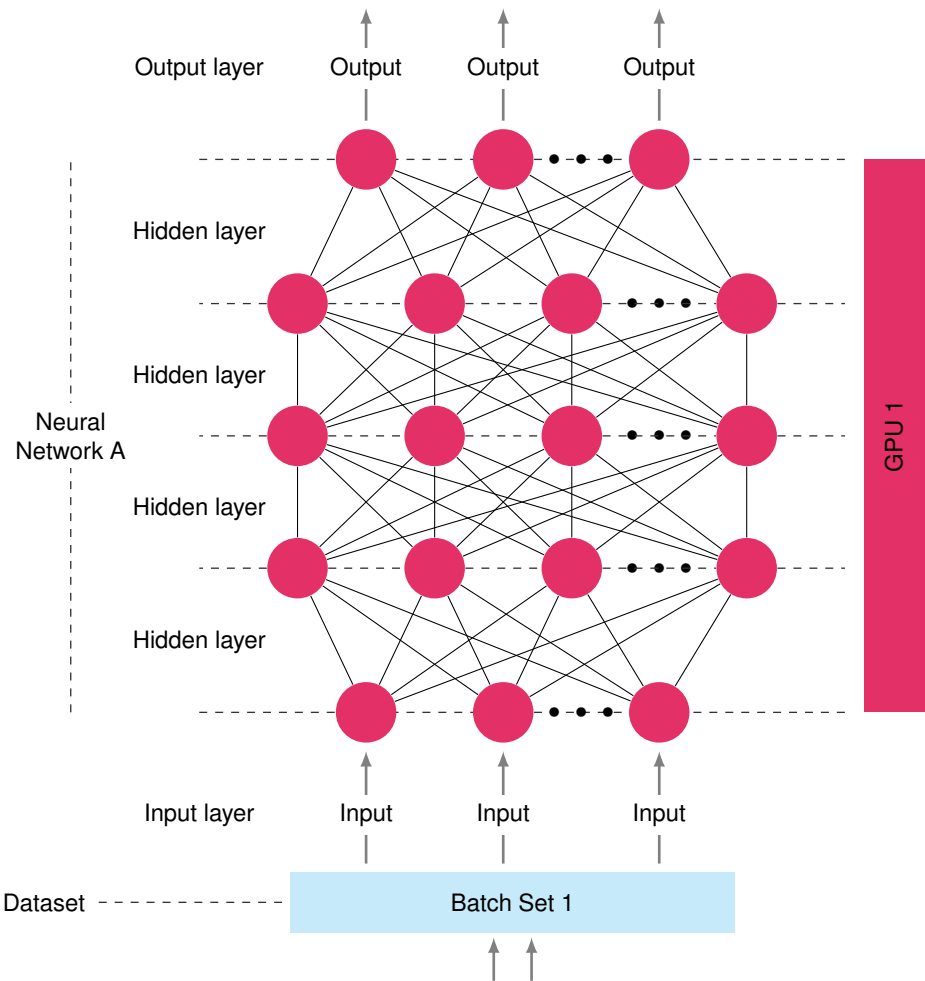 Output layer
Output
Output
Output
Hidden layer
Hidden layer
Neural
Network A
GPU 1
Hidden layer
Hidden layer
Input layer
Input
Input
Input
Dataset
Batch Set 1